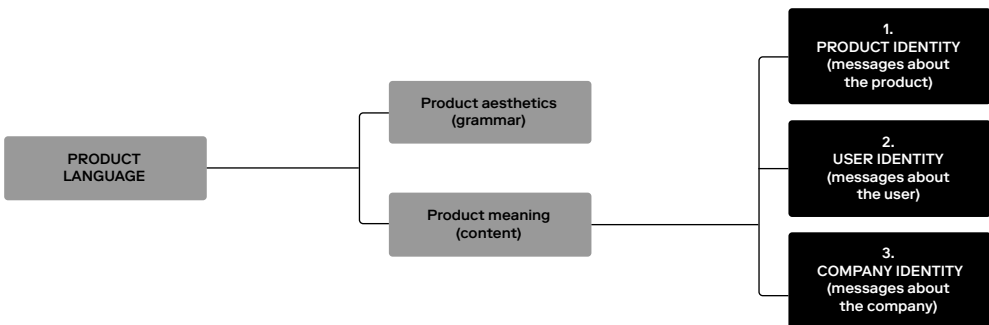 PRODUCT
LANGUAGE
Product aesthetics
(grammar)
Product meaning
(content)
1.
PRODUCT IDENTITY
(messages about
the product)
2.
USER IDENTITY
(messages about
the user)
3.
COMPANY IDENTITY
(messages about
the company)